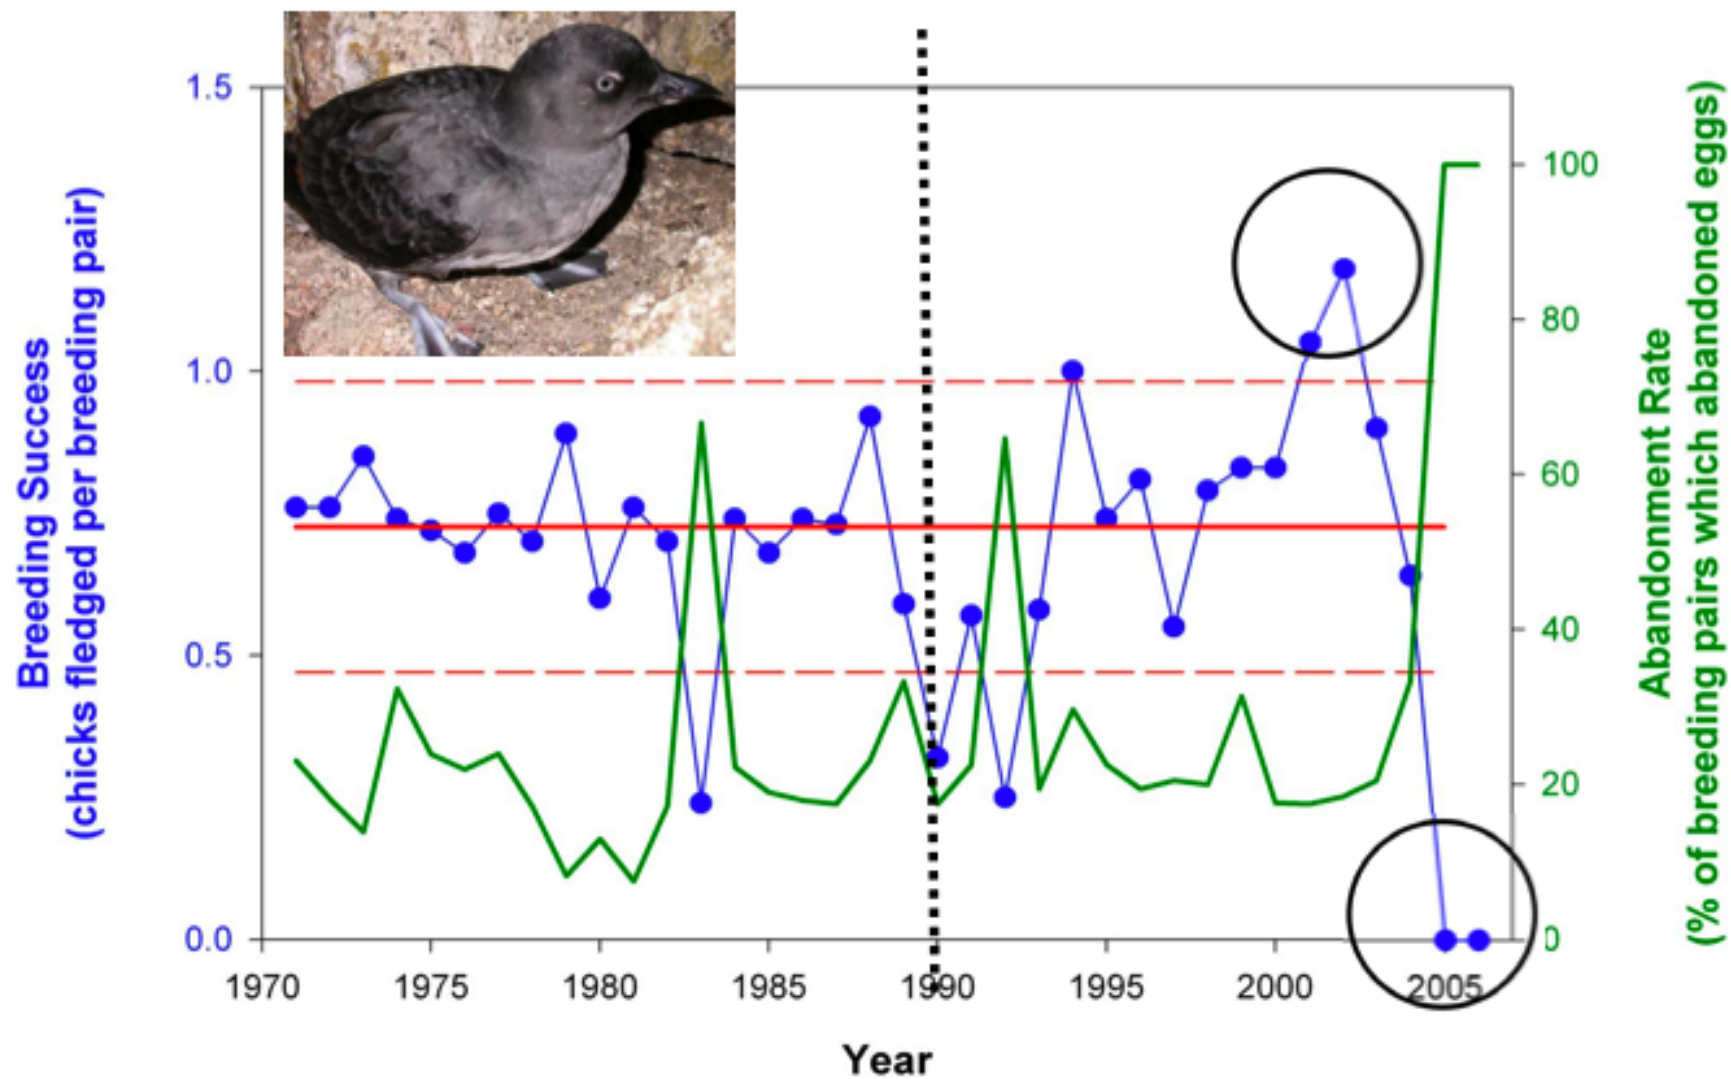 Breeding Success
(chicks fledged per breeding pair)
1.5
1.0
0.5
0.0
100
80
60
40
20
0
Abandonment Rate
(% of breeding pairs which abandoned eggs)
1970 1975 1980 1985 1990 1995 2000 2005
Year